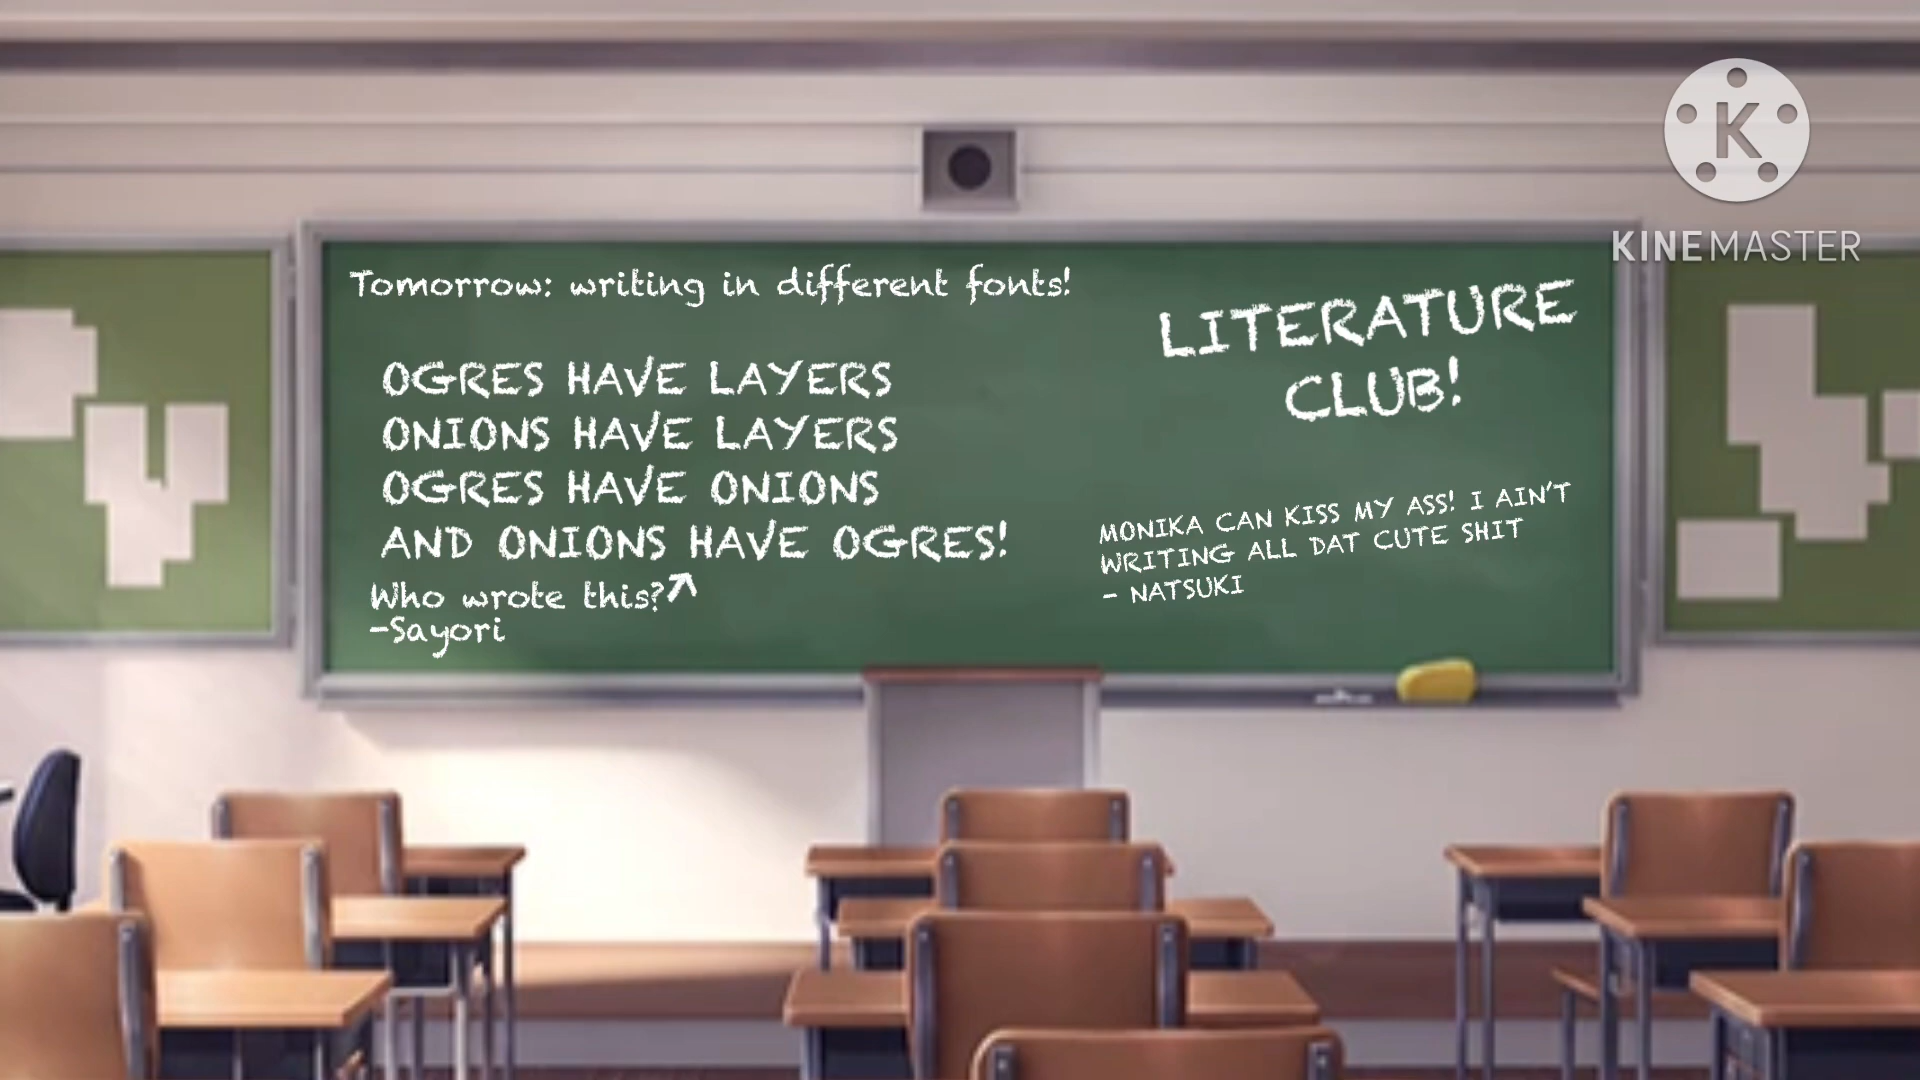 Tomorrow: writing in different fonts!
OGRES HAVE LAYERS
ONIONS HAVE LAYERS
OGRES HAVE ONIONS
AND ONIONS HAVE OGRES!
Who wrote this?↗
-Sayori
LITERATURE
CLUB!
MONIKA CAN KISS MY ASS! I AIN'T
WRITING ALL DAT CUTE SHIT
- NATSUKI
K
KINEMASTER